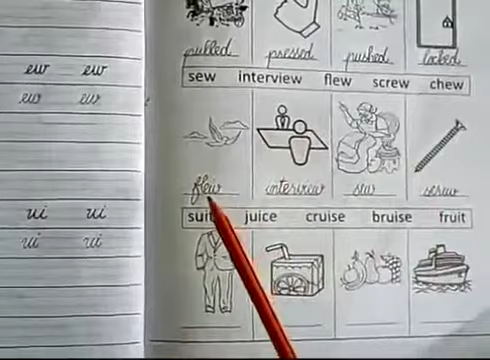 pulled pressed pushed locked
ew ew
sew interview flew screw chew
ew ew
flew interview sew screw
ui ui
suit juice cruise bruise fruit
ui ui